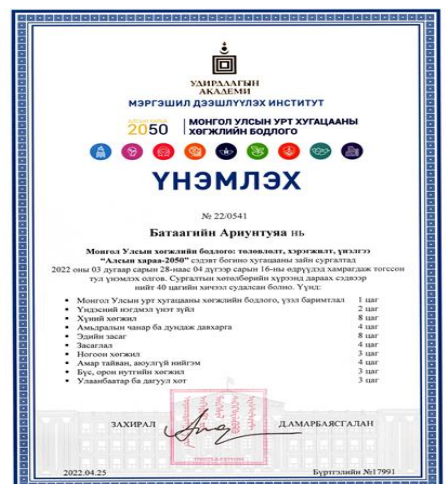 УДИРДЛАГЫН
АКАДЕМИ
МЭРГЭШИЛ ДЭЭШЛҮҮЛЭХ ИНСТИТУТ
АЛСЫН ХАРАА
2050
МОНГОЛ УЛСЫН УРТ ХУГАЦААНЫ
ХӨГЖЛИЙН БОДЛОГО
ҮНЭМЛЭХ
№ 22/0541
Батаагийн Ариунтуяа нь
Монгол Улсын хөгжлийн бодлого: төлөвлөлт, хэрэгжилт, үнэлгээ
"Алсын хараа-2050" сэдэвт богино хугацааны зайн сургалтад
2022 оны 03 дугаар сарын 28-наас 04 дүгээр сарын 16-ны өдрүүдэд хамрагдаж төгссөн
тул үнэмлэх олгов. Сургалтын хөтөлбөрийн хүрээнд дараах сэдвээр
нийт 40 цагийн хичээл судалсан болно. Үүнд:
• Монгол Улсын урт хугацааны хөгжлийн бодлого, үзэл баримтлал 1 цаг
• Үндэсний нэгдмэл үнэт зүйл 2 цаг
• Хүний хөгжил 8 цаг
• Амьдралын чанар ба дундаж давхарга 4 цаг
• Эдийн засаг 8 цаг
• Засаглал 4 цаг
• Ногоон хөгжил 3 цаг
• Амар тайван, аюулгүй нийгэм 4 цаг
• Бүс, орон нутгийн хөгжил 3 цаг
• Улаанбаатар ба дагуул хот 3 цаг
ЗАХИРАЛ Д.АМАРБАЯСГАЛАН
2022.04.25 Бүртгэлийн №17991